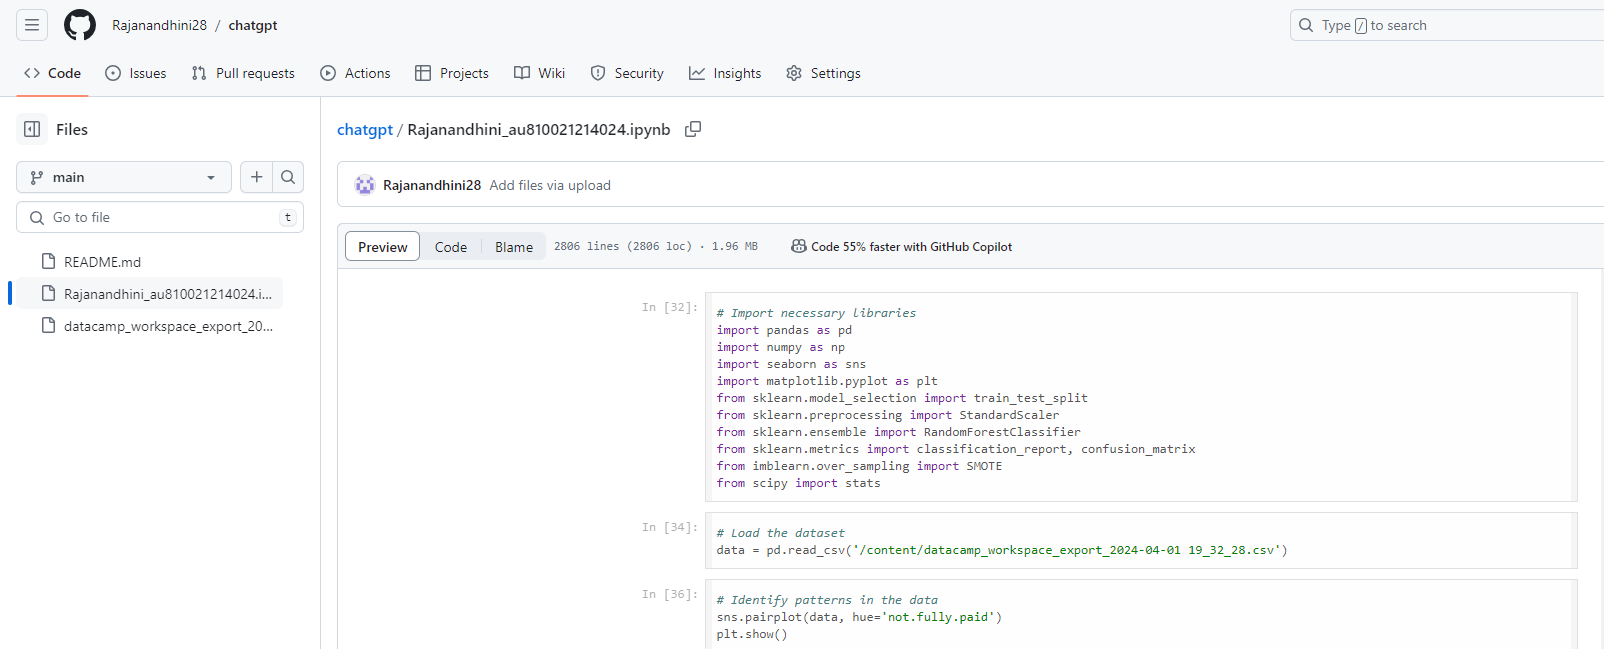 Rajanandhini28 / chatgpt
Type / to search
Code Issues Pull requests Actions Projects Wiki Security Insights Settings
Files
main
Go to file t
README.md
Rajanandhini_au810021214024.i...
datacamp_workspace_export_20...
chatgpt / Rajanandhini_au810021214024.ipynb
Rajanandhini28 Add files via upload
Preview Code Blame 2806 lines (2806 loc) · 1.96 MB Code 55% faster with GitHub Copilot
In [32]:
# Import necessary libraries
import pandas as pd
import numpy as np
import seaborn as sns
import matplotlib.pyplot as plt
from sklearn.model_selection import train_test_split
from sklearn.preprocessing import StandardScaler
from sklearn.ensemble import RandomForestClassifier
from sklearn.metrics import classification_report, confusion_matrix
from imblearn.over_sampling import SMOTE
from scipy import stats
In [34]:
# Load the dataset
data = pd.read_csv('/content/datacamp_workspace_export_2024-04-01 19_32_28.csv')
In [36]:
# Identify patterns in the data
sns.pairplot(data, hue='not.fully.paid')
plt.show()